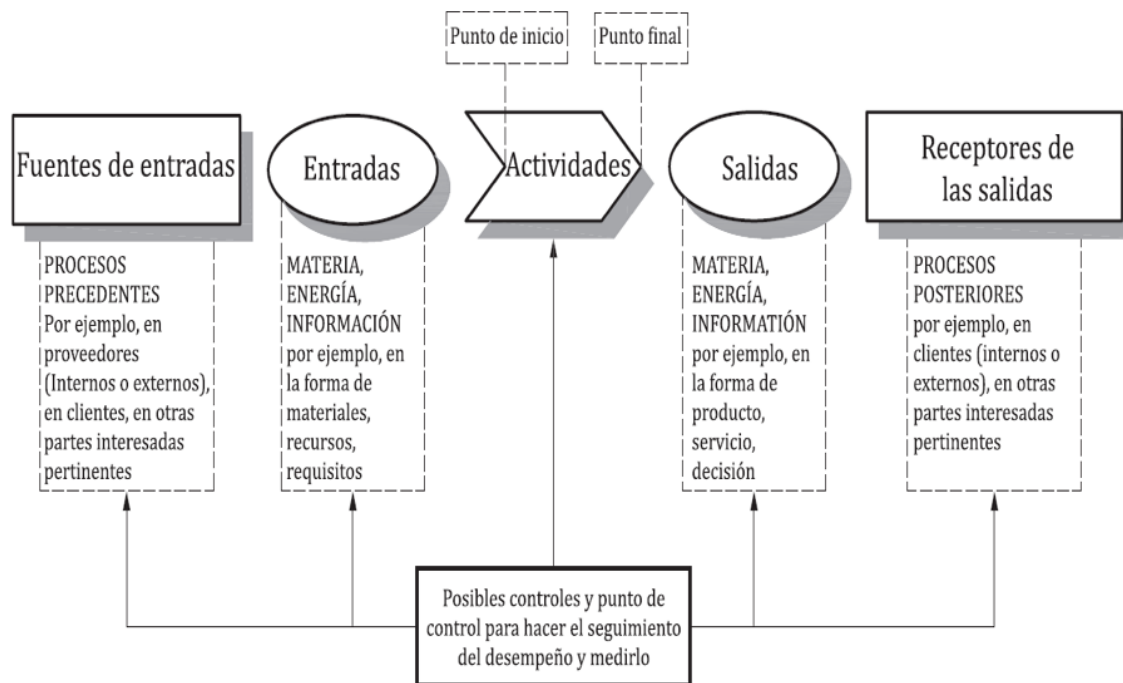 Punto de inicio
Punto final
Fuentes de entradas
Entradas
Actividades
Salidas
Receptores de
las salidas
PROCESOS
PRECEDENTES
Por ejemplo, en
proveedores
(Internos o externos),
en clientes, en otras
partes interesadas
pertinentes
MATERIA,
ENERGÍA,
INFORMACIÓN
por ejemplo, en
la forma de
materiales,
recursos,
requisitos
MATERIA,
ENERGÍA,
INFORMATIÓN
por ejemplo, en
la forma de
producto,
servicio,
decisión
PROCESOS
POSTERIORES
por ejemplo, en
clientes (internos o
externos), en otras
partes interesadas
pertinentes
Posibles controles y punto de
control para hacer el seguimiento
del desempeño y medirlo